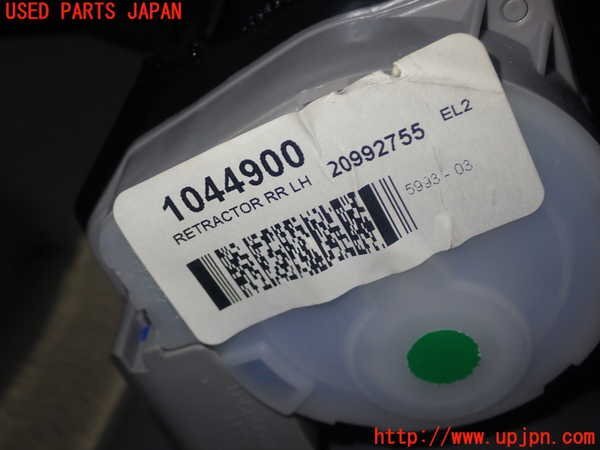 USED PARTS JAPAN
1044900 20992755 EL2
RETRACTOR RR LH 5993-03
http://www.upjpn.com/